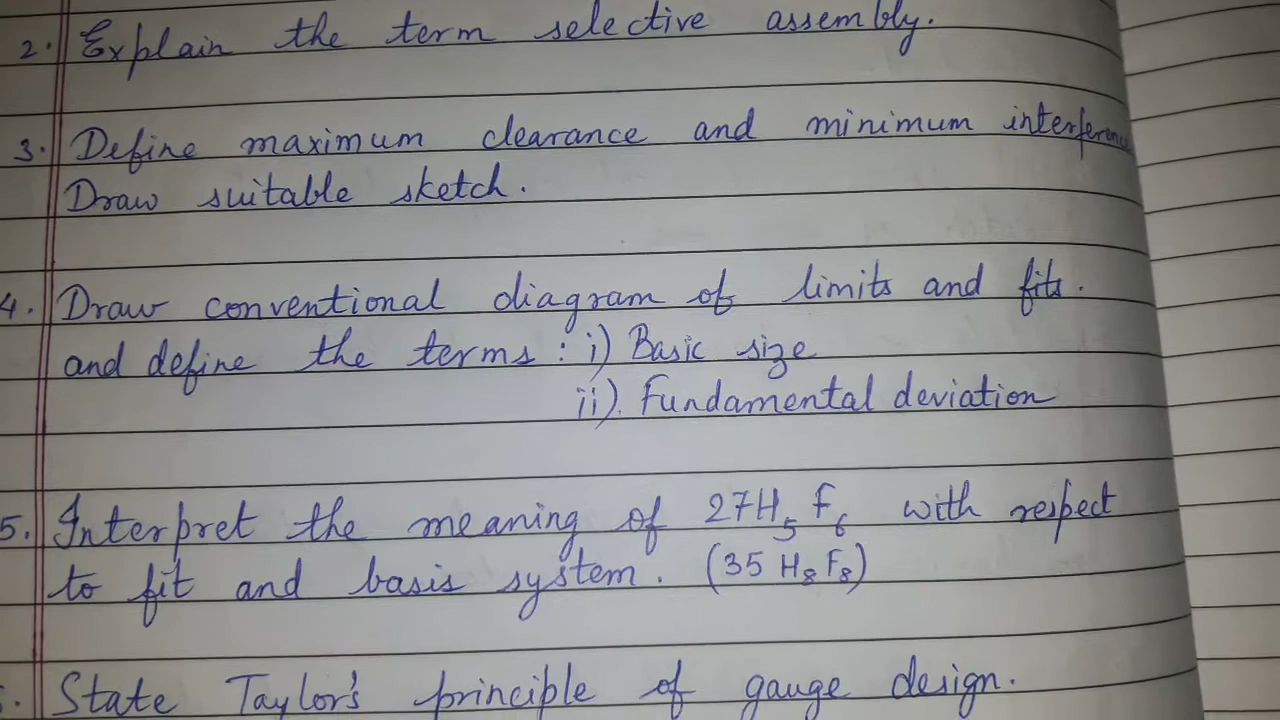 2. Explain the term selective assembly.
3. Define maximum clearance and minimum interference
Draw suitable sketch.
4. Draw conventional diagram of limits and fits.
and define the terms : i) Basic size
ii). Fundamental deviation
5. Interpret the meaning of 27H₅ F₆ with respect
to fit and basis system. (35 H₈ F₈)
State Taylor's principle of gauge design.